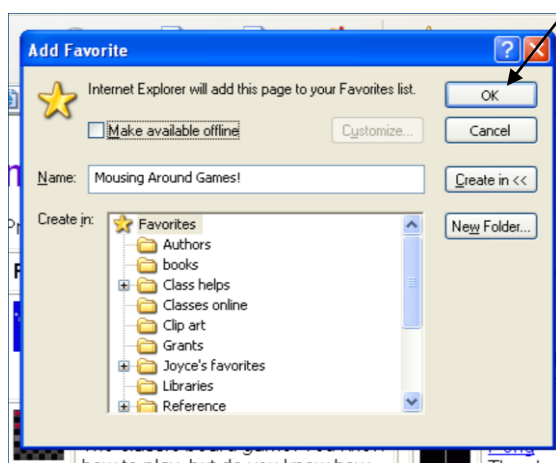 Add Favorite
Internet Explorer will add this page to your Favorites list.
OK
Make available offline
Customize...
Cancel
Name: Mousing Around Games!
Create in <<
Create in:
Favorites
New Folder...
Authors
books
Class helps
Classes online
Clip art
Grants
Joyce's favorites
Libraries
Reference